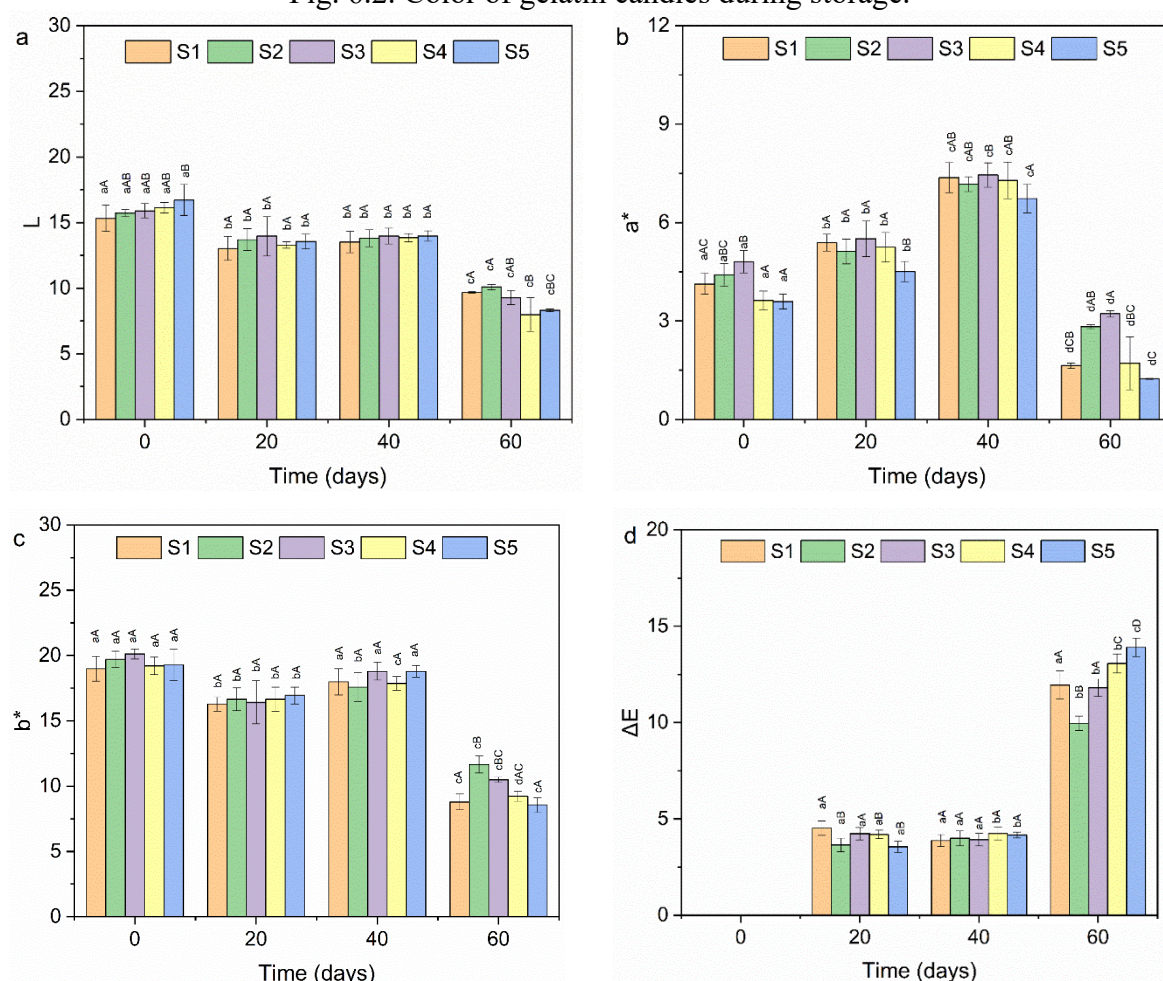 Fig. 6.2. Color of gelatin candies during storage.
a
S1 S2 S3 S4 S5
30
25
20
15
10
5
0
L
aA aAB aAB aAB aB
bA bA bA bA bA
bA bA bA bA bA
cA cA cAB cB cBC
0 20 40 60
Time (days)
b
S1 S2 S3 S4 S5
12
9
6
3
0
a*
aAC aBC aB aA aA
bA bA bA bA bB
cAB cAB cB cAB cA
dCB dAB dA dBC dC
0 20 40 60
Time (days)
c
S1 S2 S3 S4 S5
30
25
20
15
10
5
0
b*
aA aA aA aA aA
bA bA bA bA bA
aA bA aA cA aA
cA cB cBC dAC cA
0 20 40 60
Time (days)
d
S1 S2 S3 S4 S5
20
15
10
5
0
ΔE
aA aB aA aB aB
aA aA aA bA bA
aA bB bA bC cD
0 20 40 60
Time (days)